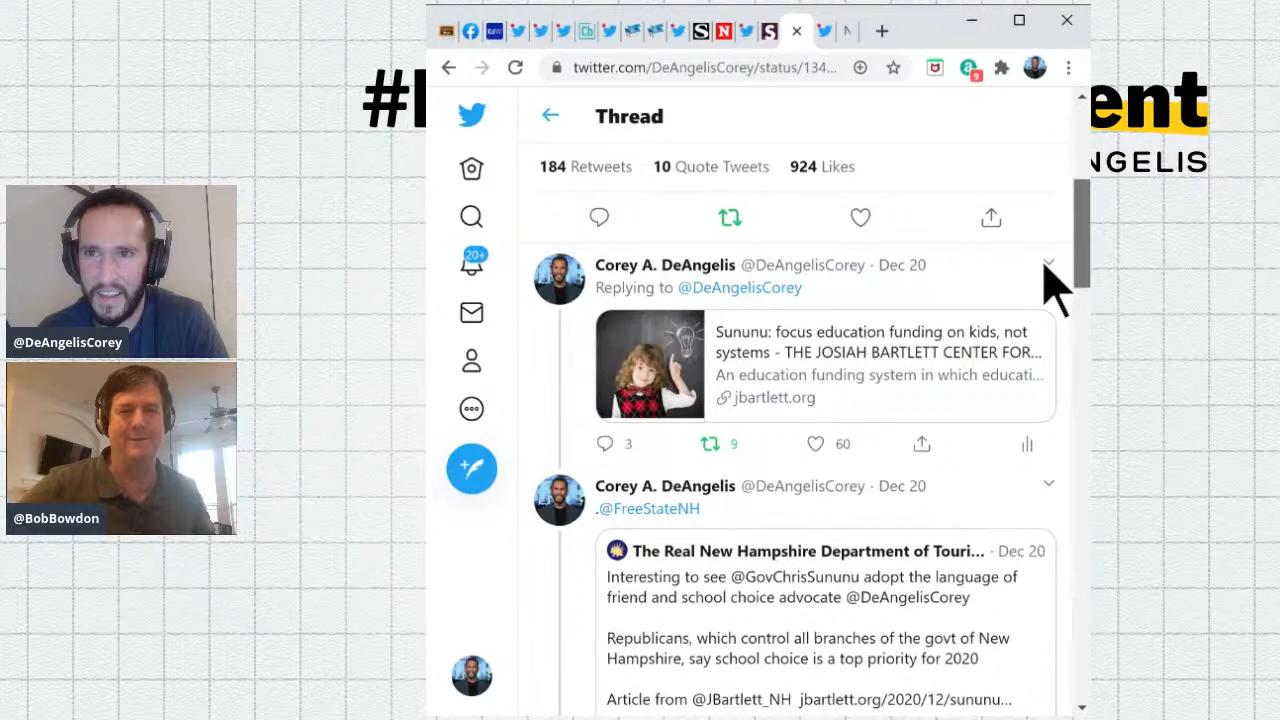 twitter.com/DeAngelisCorey/status/134...
9
ent
NGELIS
Thread
184 Retweets 10 Quote Tweets 924 Likes
20+
Corey A. DeAngelis @DeAngelisCorey · Dec 20
Replying to @DeAngelisCorey
Sununu: focus education funding on kids, not
systems - THE JOSIAH BARTLETT CENTER FOR...
An education funding system in which educati...
jbartlett.org
3 9 60
Corey A. DeAngelis @DeAngelisCorey · Dec 20
.@FreeStateNH
The Real New Hampshire Department of Touri... · Dec 20
Interesting to see @GovChrisSununu adopt the language of
friend and school choice advocate @DeAngelisCorey
Republicans, which control all branches of the govt of New
Hampshire, say school choice is a top priority for 2020
Article from @JBartlett_NH jbartlett.org/2020/12/sununu...
@DeAngelisCorey
@BobBowdon